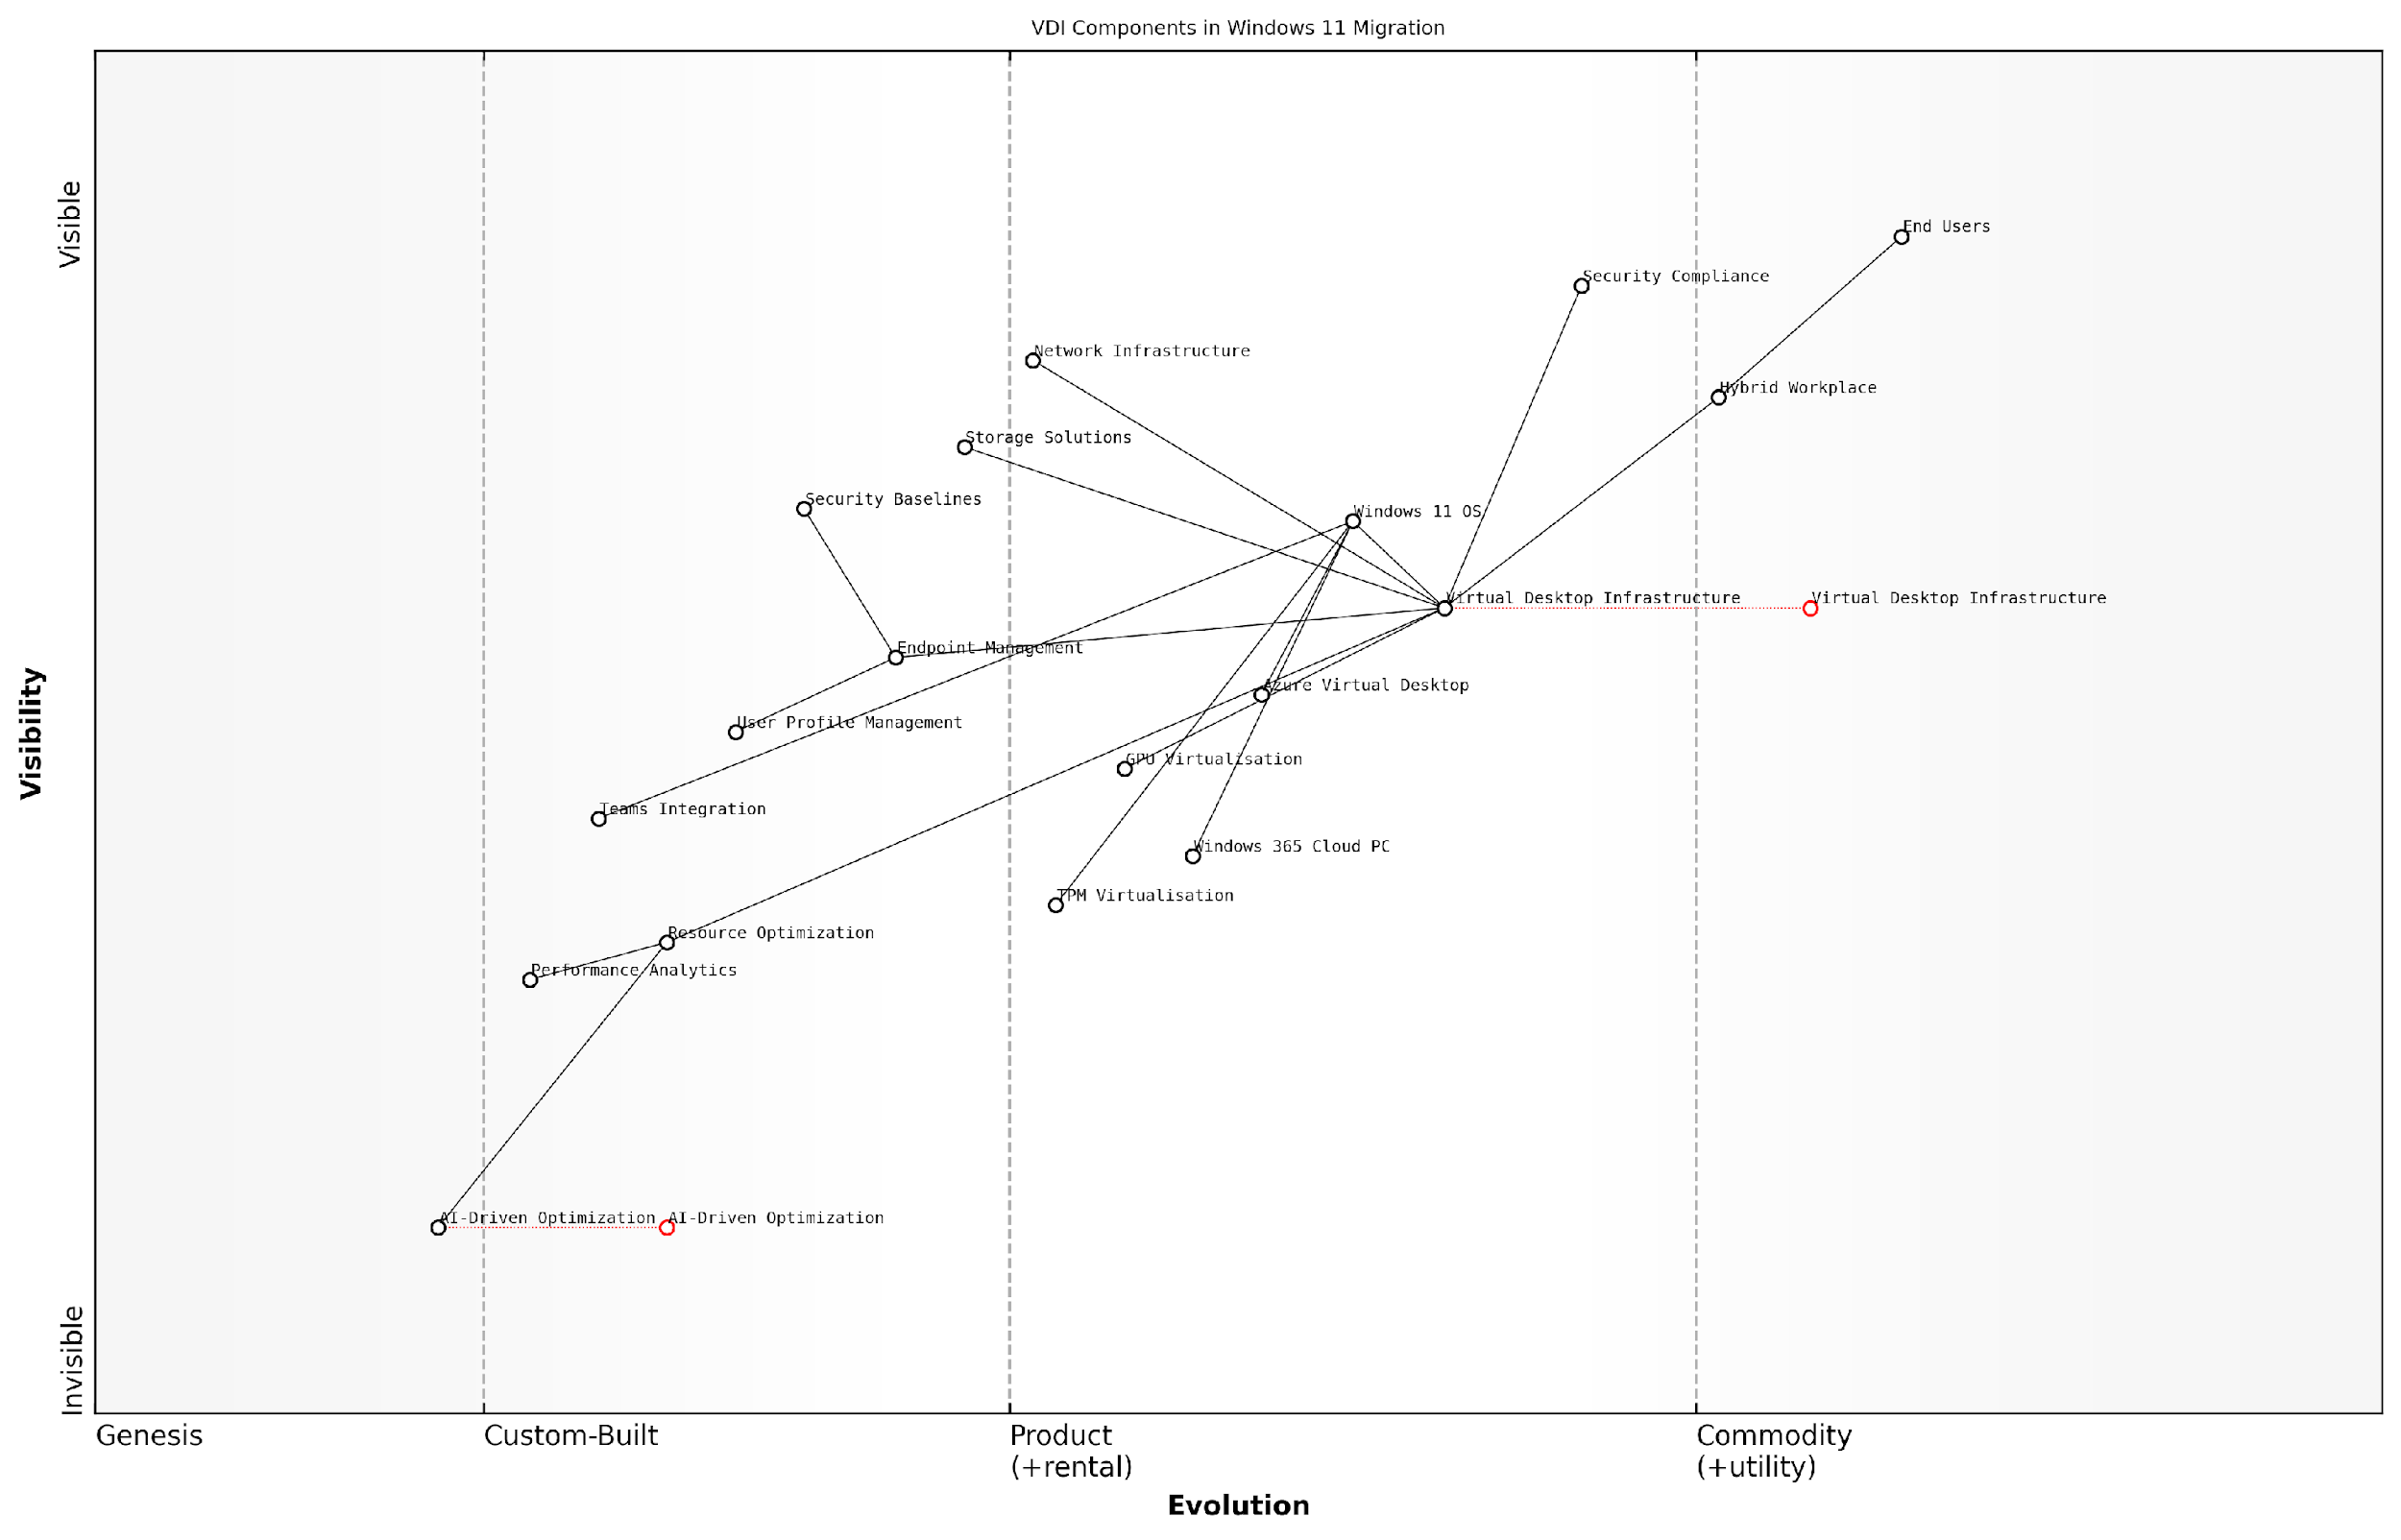 VDI Components in Windows 11 Migration
Visible
End Users
Security Compliance
Network Infrastructure
Hybrid Workplace
Storage Solutions
Security Baselines
Windows 11 OS
Virtual Desktop Infrastructure
Virtual Desktop Infrastructure
Endpoint Management
Azure Virtual Desktop
User Profile Management
Visibility
GPU Virtualisation
Teams Integration
Windows 365 Cloud PC
TPM Virtualisation
Resource Optimization
Performance Analytics
AI-Driven Optimization
AI-Driven Optimization
Invisible
Genesis
Custom-Built
Product
(+rental)
Commodity
(+utility)
Evolution